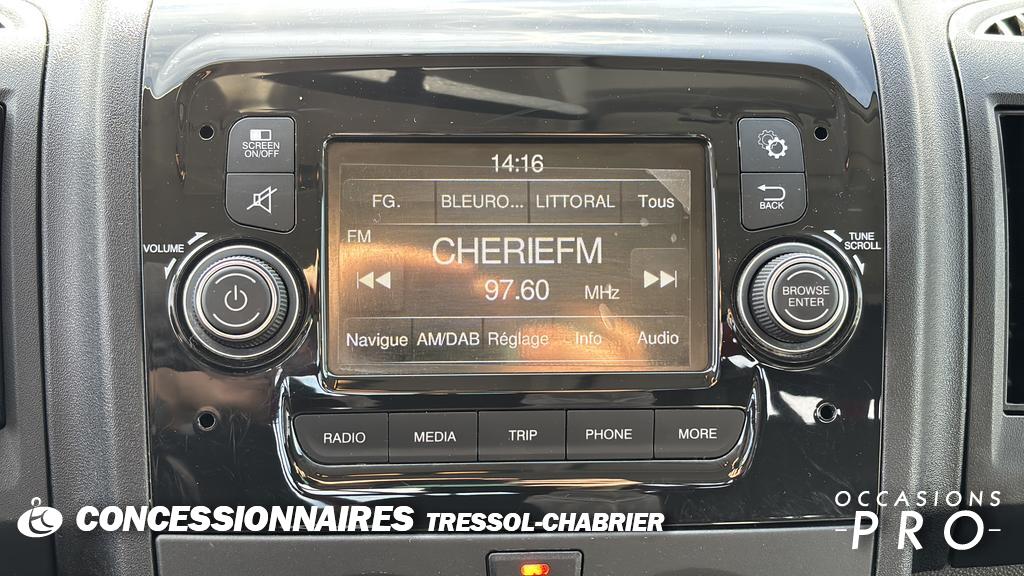 SCREEN
ON/OFF
14:16
FG. BLEURO... LITTORAL Tous
BACK
VOLUME
FM
CHERIEFM
TUNE
SCROLL
97.60 MHz
BROWSE
ENTER
Navigue AM/DAB Réglage Info Audio
RADIO MEDIA TRIP PHONE MORE
CONCESSIONNAIRES TRESSOL-CHABRIER
OCCASIONS
-PRO-